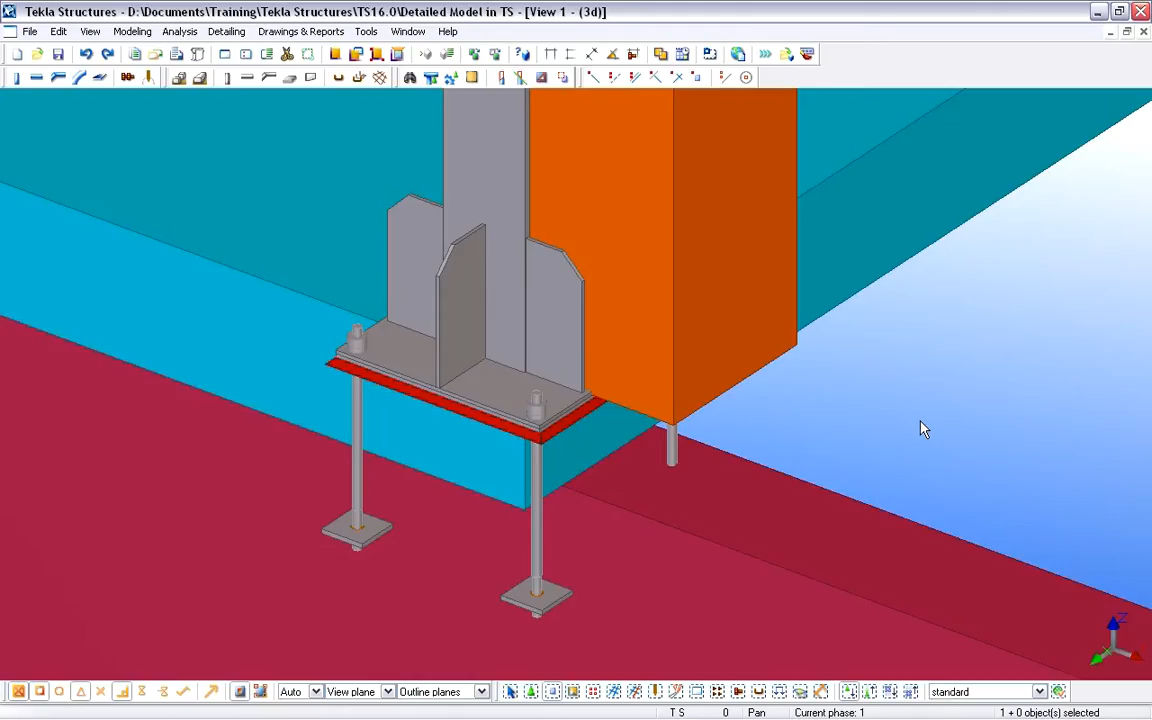 Tekla Structures - D:\Documents\Training\Tekla Structures\TS16.0\Detailed Model in TS - [View 1 - (3d)]
File Edit View Modeling Analysis Detailing Drawings & Reports Tools Window Help
Z
Auto View plane Outline planes standard
T S 0 Pan Current phase: 1 1 + 0 object(s) selected